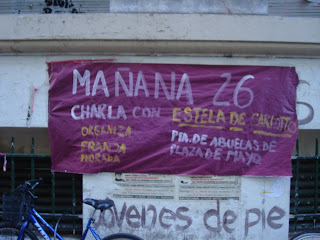 MAÑANA 26
CHARLA CON ESTELA DE CARLOTTO
ORGANIZA
FRANJA
MORADA
PTA. DE ABUELAS DE
PLAZA DE MAYO
Jovenes de pie